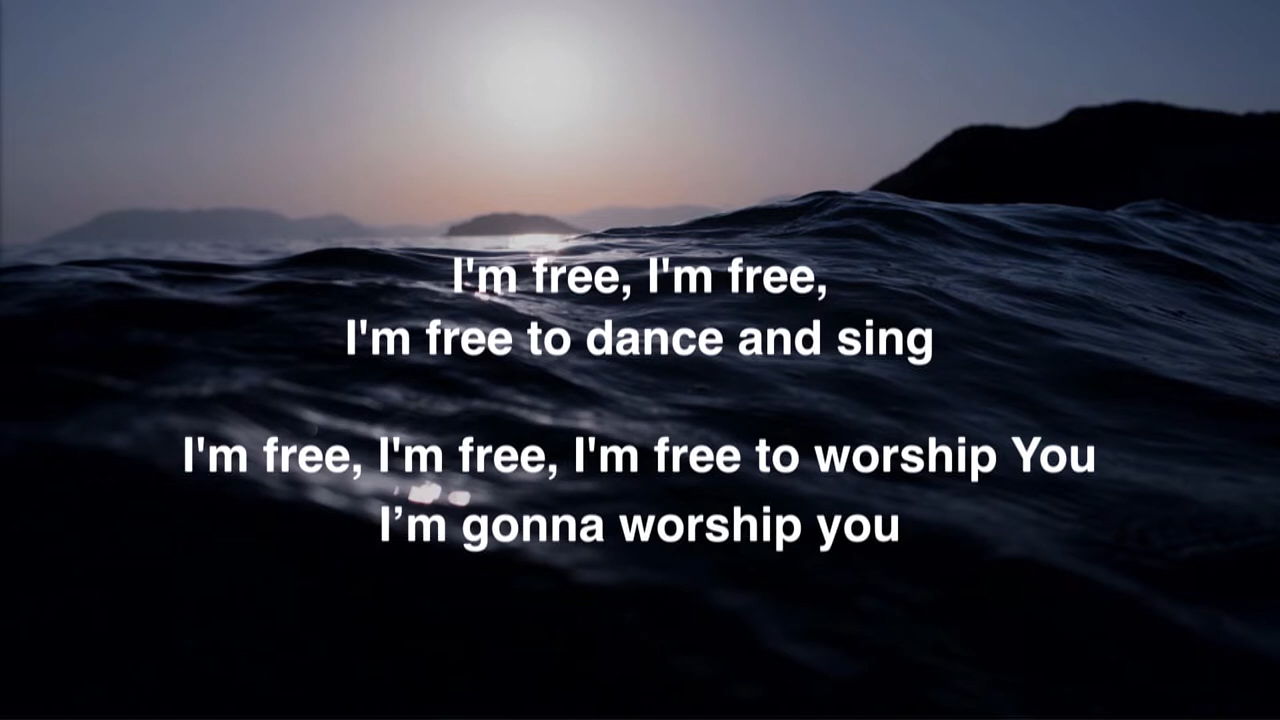 I'm free, I'm free,
I'm free to dance and sing
I'm free, I'm free, I'm free to worship You
I’m gonna worship you